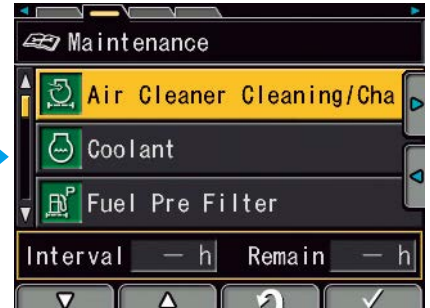 Maintenance
Air Cleaner Cleaning/Cha
Coolant
P
Fuel Pre Filter
Interval — h Remain — h